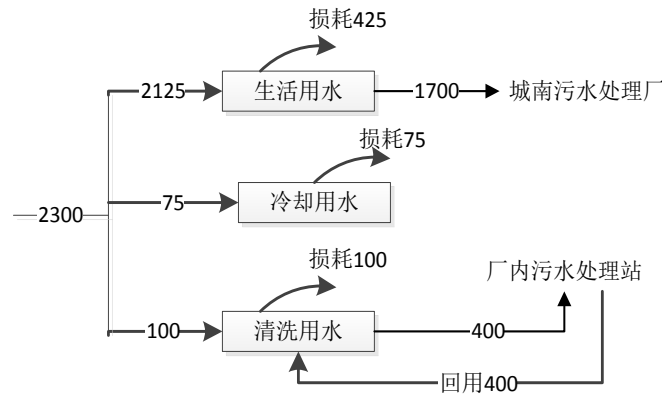 损耗425
2125
生活用水
1700
城南污水处理厂
损耗75
2300
75
冷却用水
损耗100
厂内污水处理站
100
清洗用水
400
回用400